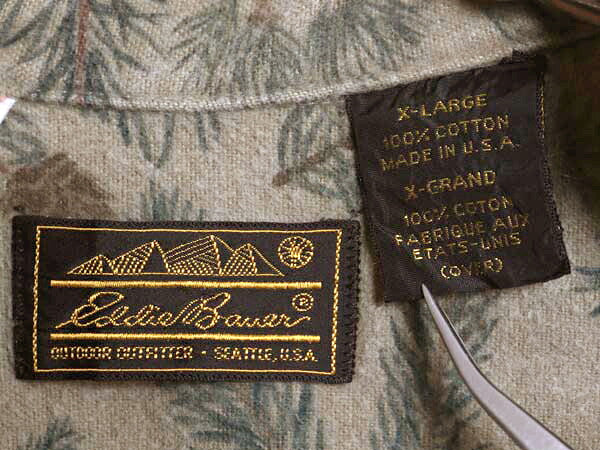 Eddie Bauer®
OUTDOOR OUTFITTER · SEATTLE, U.S.A.
X-LARGE
100% COTTON
MADE IN U.S.A.
X-GRAND
100% COTON
FABRIQUE AUX
ETATS-UNIS
(OVER)